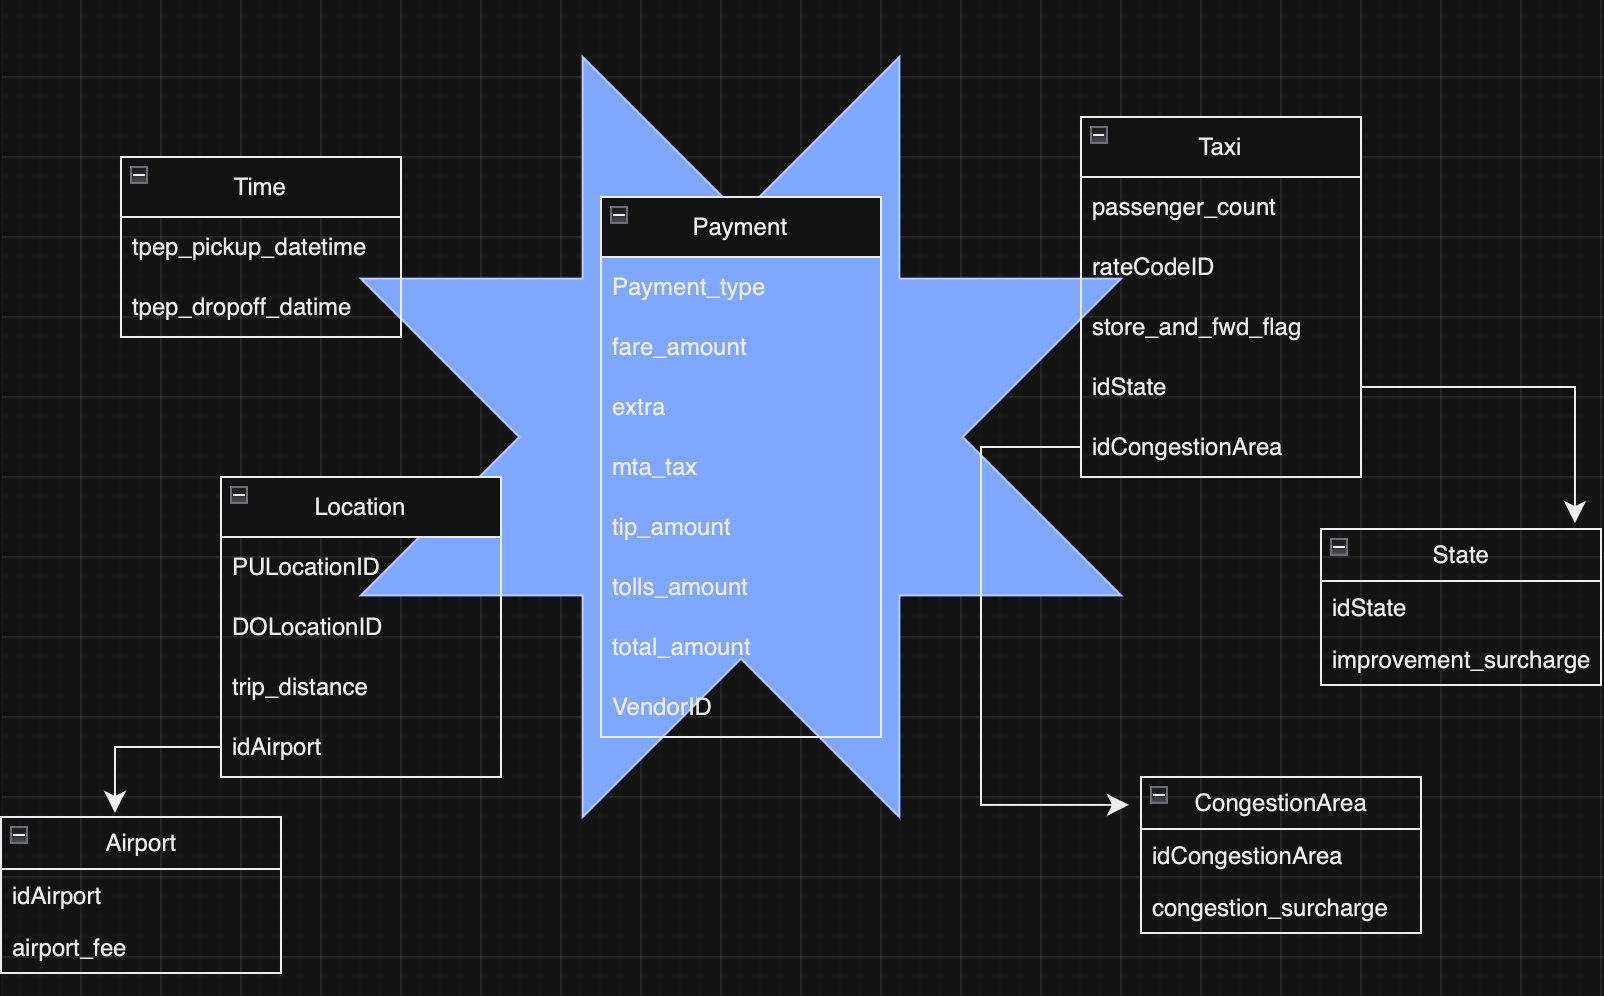 Time
tpep_pickup_datetime
tpep_dropoff_datime
Payment
Payment_type
fare_amount
extra
mta_tax
tip_amount
tolls_amount
total_amount
VendorID
Taxi
passenger_count
rateCodeID
store_and_fwd_flag
idState
idCongestionArea
Location
PULocationID
DOLocationID
trip_distance
idAirport
State
idState
improvement_surcharge
Airport
idAirport
airport_fee
CongestionArea
idCongestionArea
congestion_surcharge